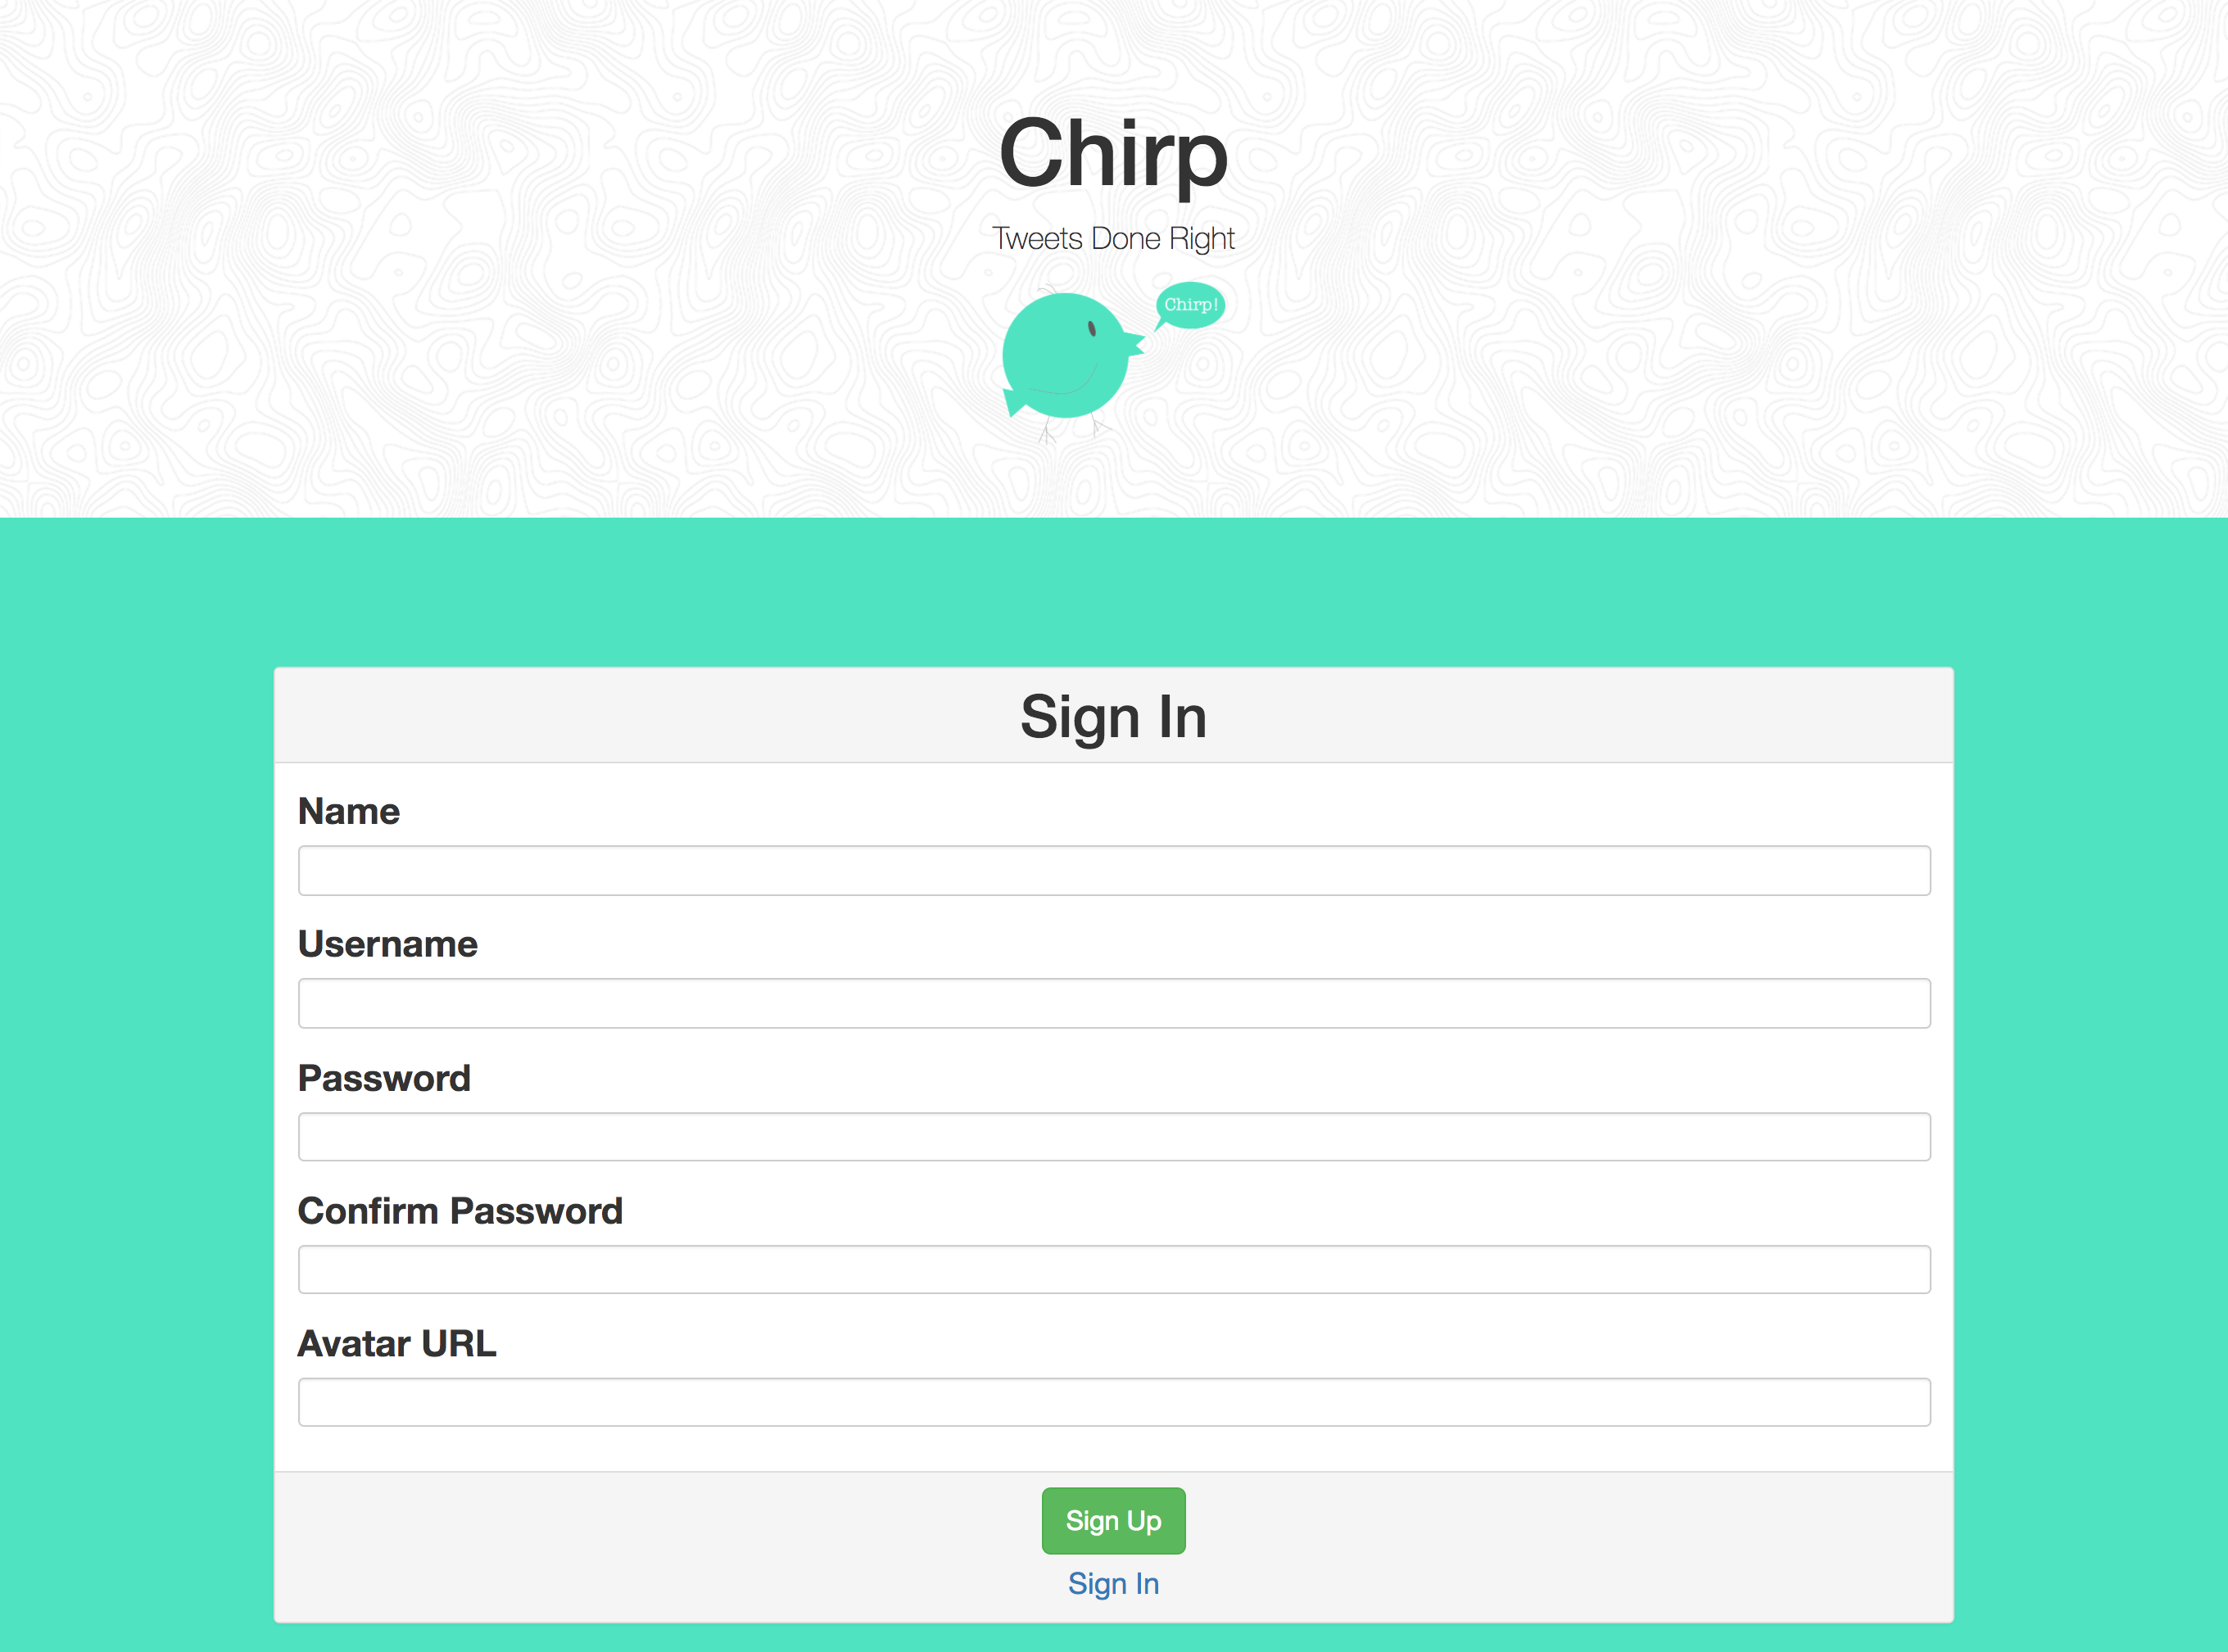 Chirp
Tweets Done Right
Chirp!
Sign In
Name
Username
Password
Confirm Password
Avatar URL
Sign Up
Sign In